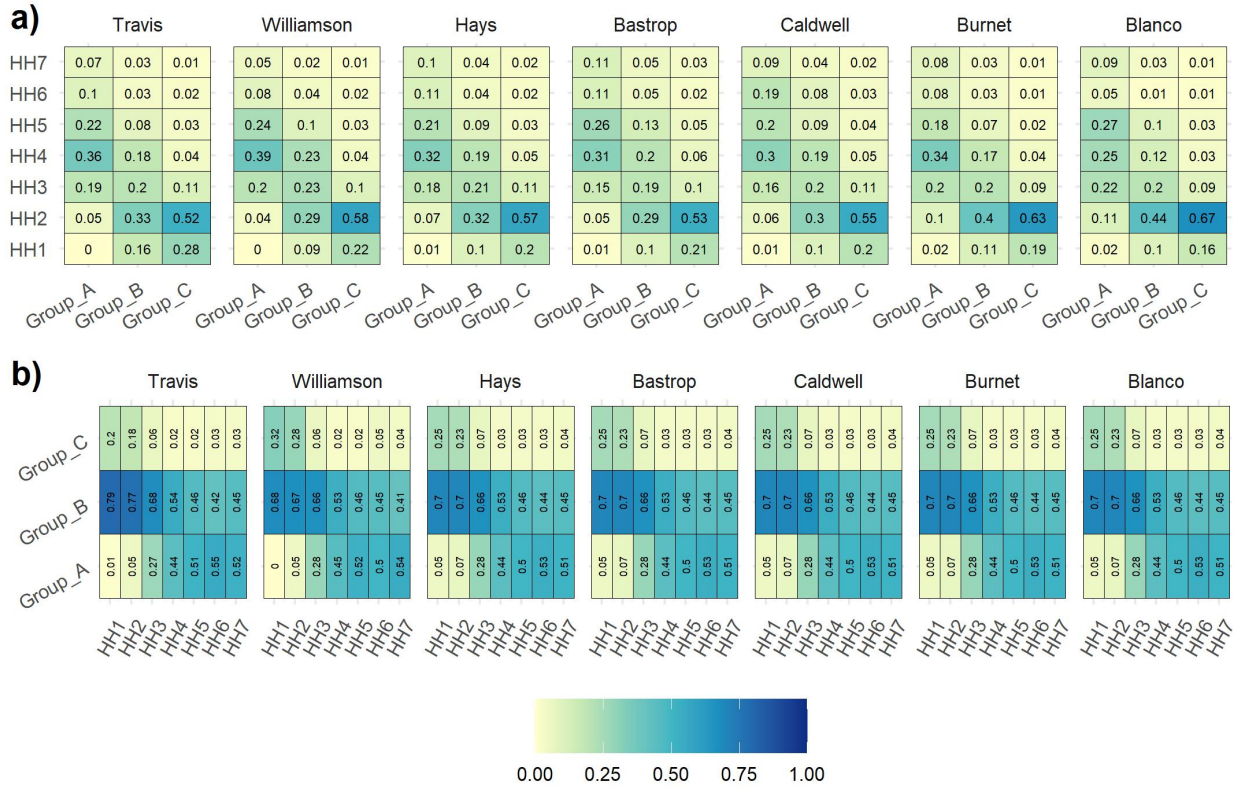 a)
Travis Williamson Hays Bastrop Caldwell Burnet Blanco
HH7 0.07 0.03 0.01 0.05 0.02 0.01 0.1 0.04 0.02 0.11 0.05 0.03 0.09 0.04 0.02 0.08 0.03 0.01 0.09 0.03 0.01
HH6 0.1 0.03 0.02 0.08 0.04 0.02 0.11 0.04 0.02 0.11 0.05 0.02 0.19 0.08 0.03 0.08 0.03 0.01 0.05 0.01 0.01
HH5 0.22 0.08 0.03 0.24 0.1 0.03 0.21 0.09 0.03 0.26 0.13 0.05 0.2 0.09 0.04 0.18 0.07 0.02 0.27 0.1 0.03
HH4 0.36 0.18 0.04 0.39 0.23 0.04 0.32 0.19 0.05 0.31 0.2 0.06 0.3 0.19 0.05 0.34 0.17 0.04 0.25 0.12 0.03
HH3 0.19 0.2 0.11 0.2 0.23 0.1 0.18 0.21 0.11 0.15 0.19 0.1 0.16 0.2 0.11 0.2 0.2 0.09 0.22 0.2 0.09
HH2 0.05 0.33 0.52 0.04 0.29 0.58 0.07 0.32 0.57 0.05 0.29 0.53 0.06 0.3 0.55 0.1 0.4 0.63 0.11 0.44 0.67
HH1 0 0.16 0.28 0 0.09 0.22 0.01 0.1 0.2 0.01 0.1 0.21 0.01 0.1 0.2 0.02 0.11 0.19 0.02 0.1 0.16
Group_A Group_B Group_C Group_A Group_B Group_C Group_A Group_B Group_C Group_A Group_B Group_C Group_A Group_B Group_C Group_A Group_B Group_C Group_A Group_B Group_C
b)
Travis Williamson Hays Bastrop Caldwell Burnet Blanco
Group_C 0.2 0.18 0.06 0.02 0.02 0.03 0.03 0.32 0.28 0.06 0.02 0.02 0.05 0.04 0.25 0.23 0.07 0.03 0.03 0.03 0.04 0.25 0.23 0.07 0.03 0.03 0.03 0.04 0.25 0.23 0.07 0.03 0.03 0.03 0.04 0.25 0.23 0.07 0.03 0.03 0.03 0.04 0.25 0.23 0.07 0.03 0.03 0.03 0.04
Group_B 0.79 0.77 0.68 0.54 0.46 0.42 0.45 0.68 0.67 0.66 0.53 0.46 0.45 0.41 0.7 0.7 0.66 0.53 0.46 0.44 0.45 0.7 0.7 0.66 0.53 0.46 0.44 0.45 0.7 0.7 0.66 0.53 0.46 0.44 0.45 0.7 0.7 0.66 0.53 0.46 0.44 0.45 0.7 0.7 0.66 0.53 0.46 0.44 0.45
Group_A 0.01 0.05 0.27 0.44 0.51 0.55 0.52 0 0.05 0.28 0.45 0.52 0.5 0.54 0.05 0.07 0.28 0.44 0.5 0.53 0.51 0.05 0.07 0.28 0.44 0.5 0.53 0.51 0.05 0.07 0.28 0.44 0.5 0.53 0.51 0.05 0.07 0.28 0.44 0.5 0.53 0.51 0.05 0.07 0.28 0.44 0.5 0.53 0.51
HH1 HH2 HH3 HH4 HH5 HH6 HH7 HH1 HH2 HH3 HH4 HH5 HH6 HH7 HH1 HH2 HH3 HH4 HH5 HH6 HH7 HH1 HH2 HH3 HH4 HH5 HH6 HH7 HH1 HH2 HH3 HH4 HH5 HH6 HH7 HH1 HH2 HH3 HH4 HH5 HH6 HH7 HH1 HH2 HH3 HH4 HH5 HH6 HH7
0.00 0.25 0.50 0.75 1.00